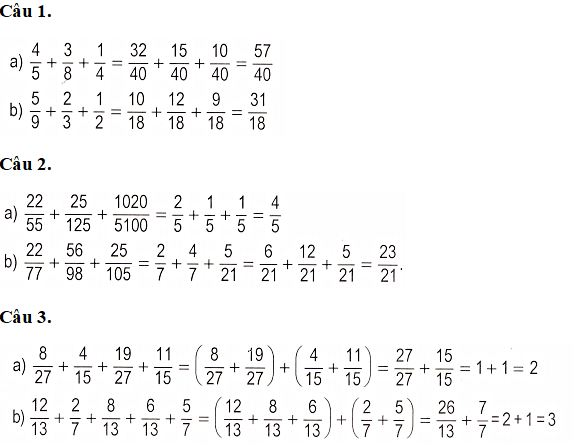 Câu 1.
a) 4/5 + 3/8 + 1/4 = 32/40 + 15/40 + 10/40 = 57/40
b) 5/9 + 2/3 + 1/2 = 10/18 + 12/18 + 9/18 = 31/18
Câu 2.
a) 22/55 + 25/125 + 1020/5100 = 2/5 + 1/5 + 1/5 = 4/5
b) 22/77 + 56/98 + 25/105 = 2/7 + 4/7 + 5/21 = 6/21 + 12/21 + 5/21 = 23/21.
Câu 3.
a) 8/27 + 4/15 + 19/27 + 11/15 = (8/27 + 19/27) + (4/15 + 11/15) = 27/27 + 15/15 = 1 + 1 = 2
b) 12/13 + 2/7 + 8/13 + 6/13 + 5/7 = (12/13 + 8/13 + 6/13) + (2/7 + 5/7) = 26/13 + 7/7 = 2 + 1 = 3